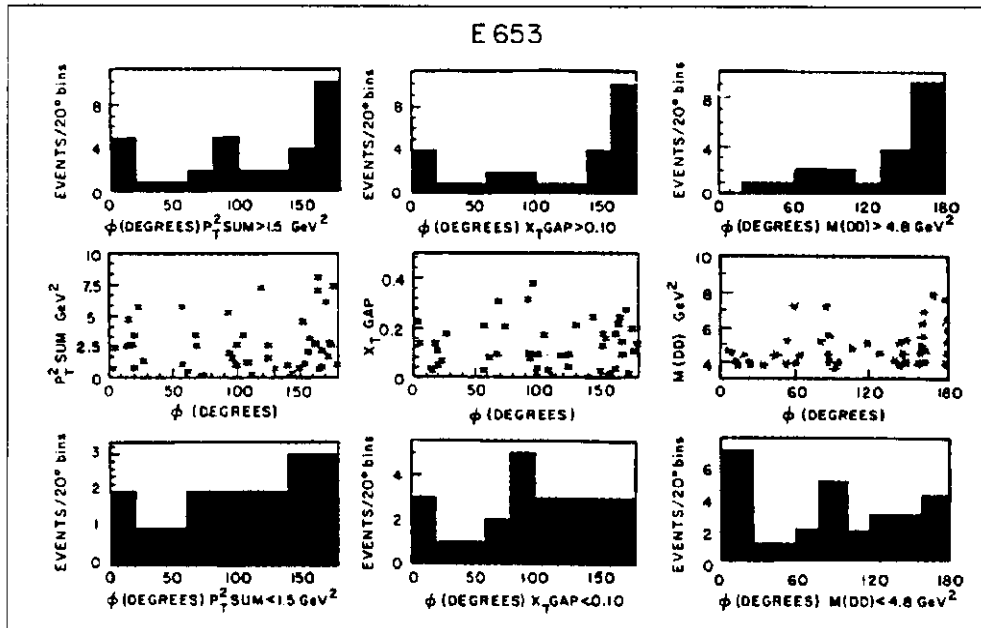 E 653
EVENTS/20° bins
8
4
0
0 50 100 150
φ (DEGREES) P_T^2 SUM > 1.5 GeV^2
EVENTS/20° bins
8
4
0
0 50 100 150
φ (DEGREES) X_T GAP > 0.10
EVENTS/20° bins
8
4
0
0 60 120 180
φ (DEGREES) M(DD) > 4.8 GeV^2
P_T^2 SUM GeV^2
10
7.5
5
2.5
0
0 50 100 150
φ (DEGREES)
X_T GAP
0.4
0.2
0
0 50 100 150
φ (DEGREES)
M(DD) GeV^2
10
8
6
4
0 60 120 180
φ (DEGREES)
EVENTS/20° bins
3
2
1
0
0 50 100 150
φ (DEGREES) P_T^2 SUM < 1.5 GeV^2
EVENTS/20° bins
4
2
0
0 50 100 150
φ (DEGREES) X_T GAP < 0.10
EVENTS/20° bins
6
4
2
0
0 60 120 180
φ (DEGREES) M(DD) < 4.8 GeV^2